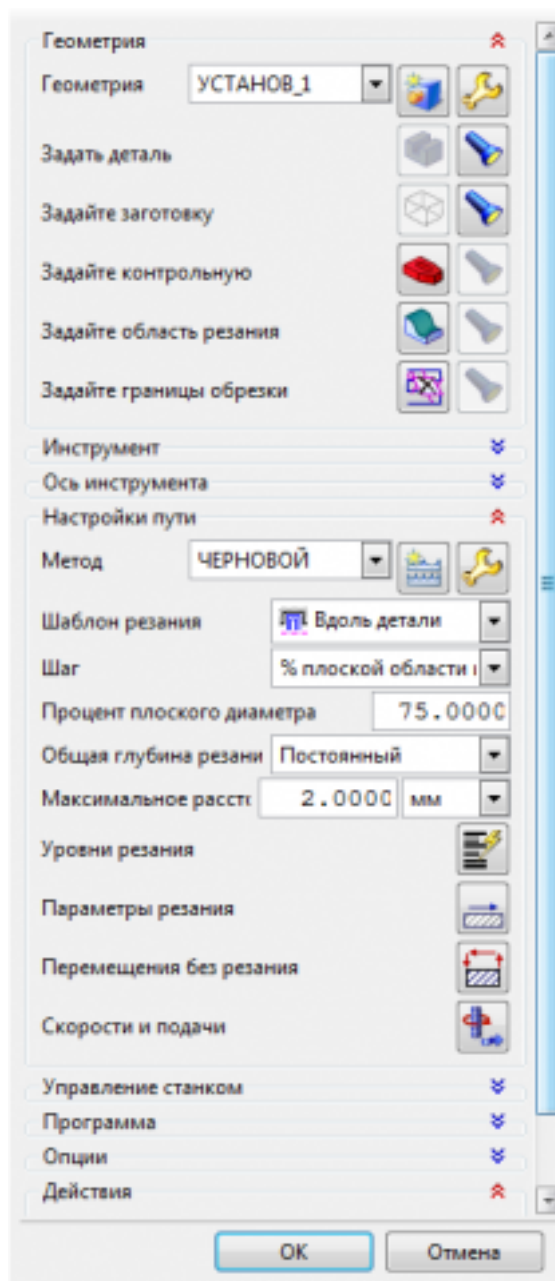 Геометрия
Геометрия УСТАНОВ_1
Задать деталь
Задайте заготовку
Задайте контрольную
Задайте область резания
Задайте границы обрезки
Инструмент
Ось инструмента
Настройки пути
Метод ЧЕРНОВОЙ
Шаблон резания Вдоль детали
Шаг % плоской области
Процент плоского диаметра 75.0000
Общая глубина резани Постоянный
Максимальное расст 2.0000 мм
Уровни резания
Параметры резания
Перемещения без резания
Скорости и подачи
Управление станком
Программа
Опции
Действия
ОК Отмена